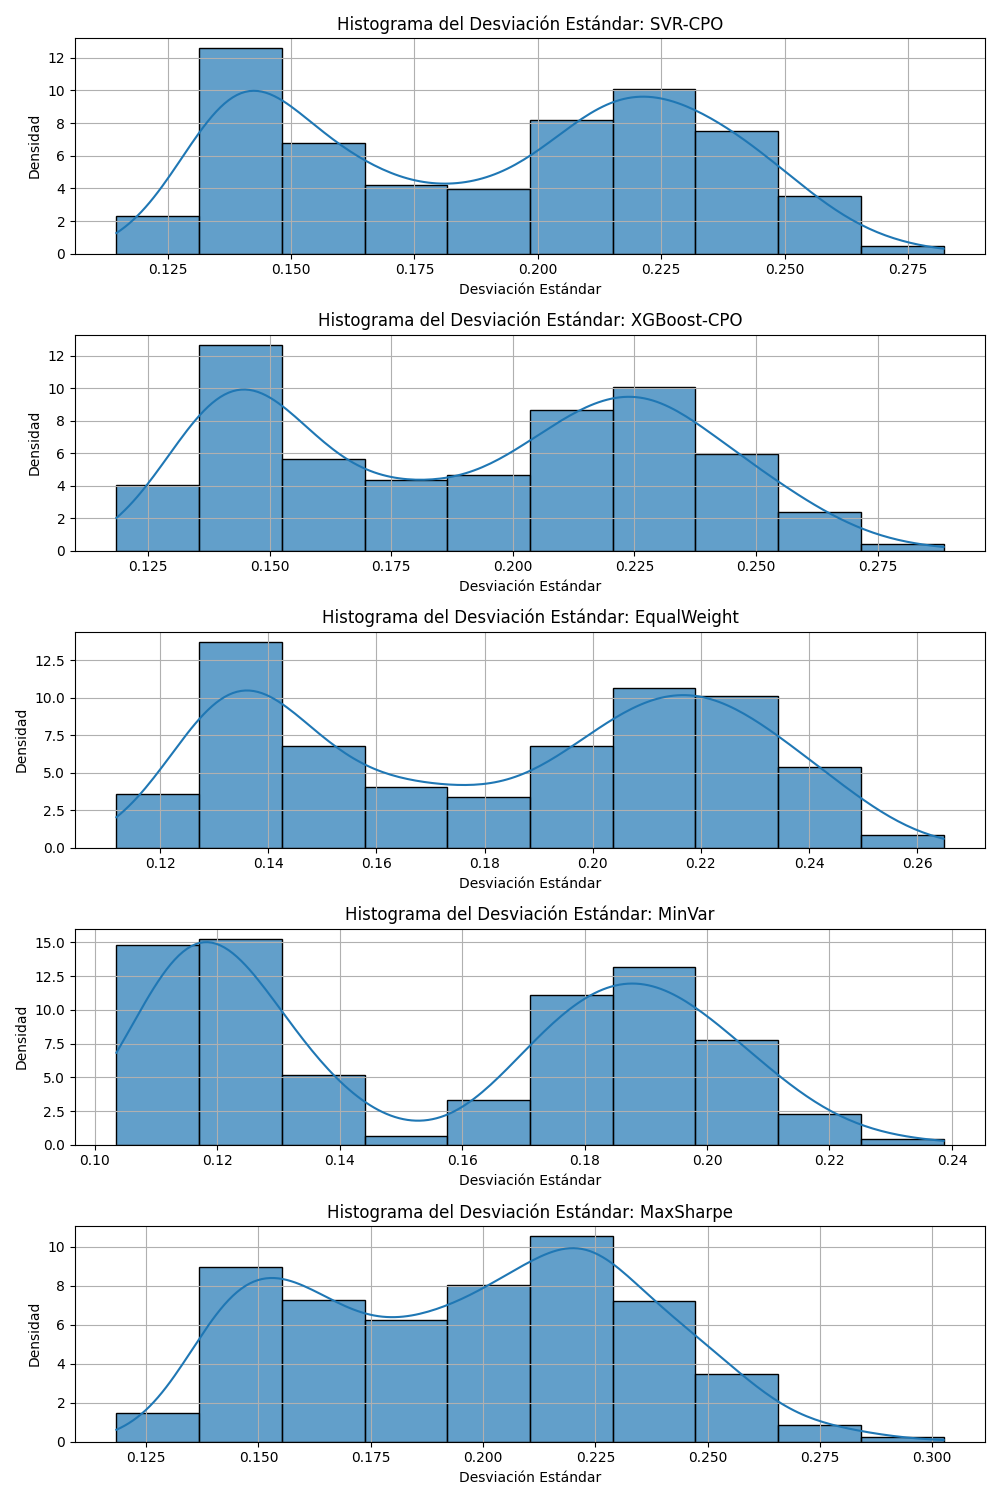 Histograma del Desviación Estándar: SVR-CPO
12
10
8
6
4
2
0
Densidad
0.125 0.150 0.175 0.200 0.225 0.250 0.275
Desviación Estándar
Histograma del Desviación Estándar: XGBoost-CPO
12
10
8
6
4
2
0
Densidad
0.125 0.150 0.175 0.200 0.225 0.250 0.275
Desviación Estándar
Histograma del Desviación Estándar: EqualWeight
12.5
10.0
7.5
5.0
2.5
0.0
Densidad
0.12 0.14 0.16 0.18 0.20 0.22 0.24 0.26
Desviación Estándar
Histograma del Desviación Estándar: MinVar
15.0
12.5
10.0
7.5
5.0
2.5
0.0
Densidad
0.10 0.12 0.14 0.16 0.18 0.20 0.22 0.24
Desviación Estándar
Histograma del Desviación Estándar: MaxSharpe
10
8
6
4
2
0
Densidad
0.125 0.150 0.175 0.200 0.225 0.250 0.275 0.300
Desviación Estándar